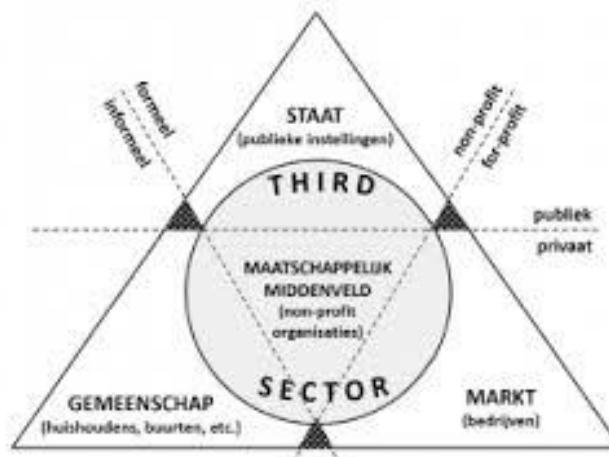 formeel
informeel
non-profit
for-profit
STAAT
(publieke instellingen)
THIRD
publiek
privaat
MAATSCHAPPELIJK
MIDDENVELD
(non-profit
organisaties)
SECTOR
GEMEENSCHAP
(huishoudens, buurten, etc.)
MARKT
(bedrijven)